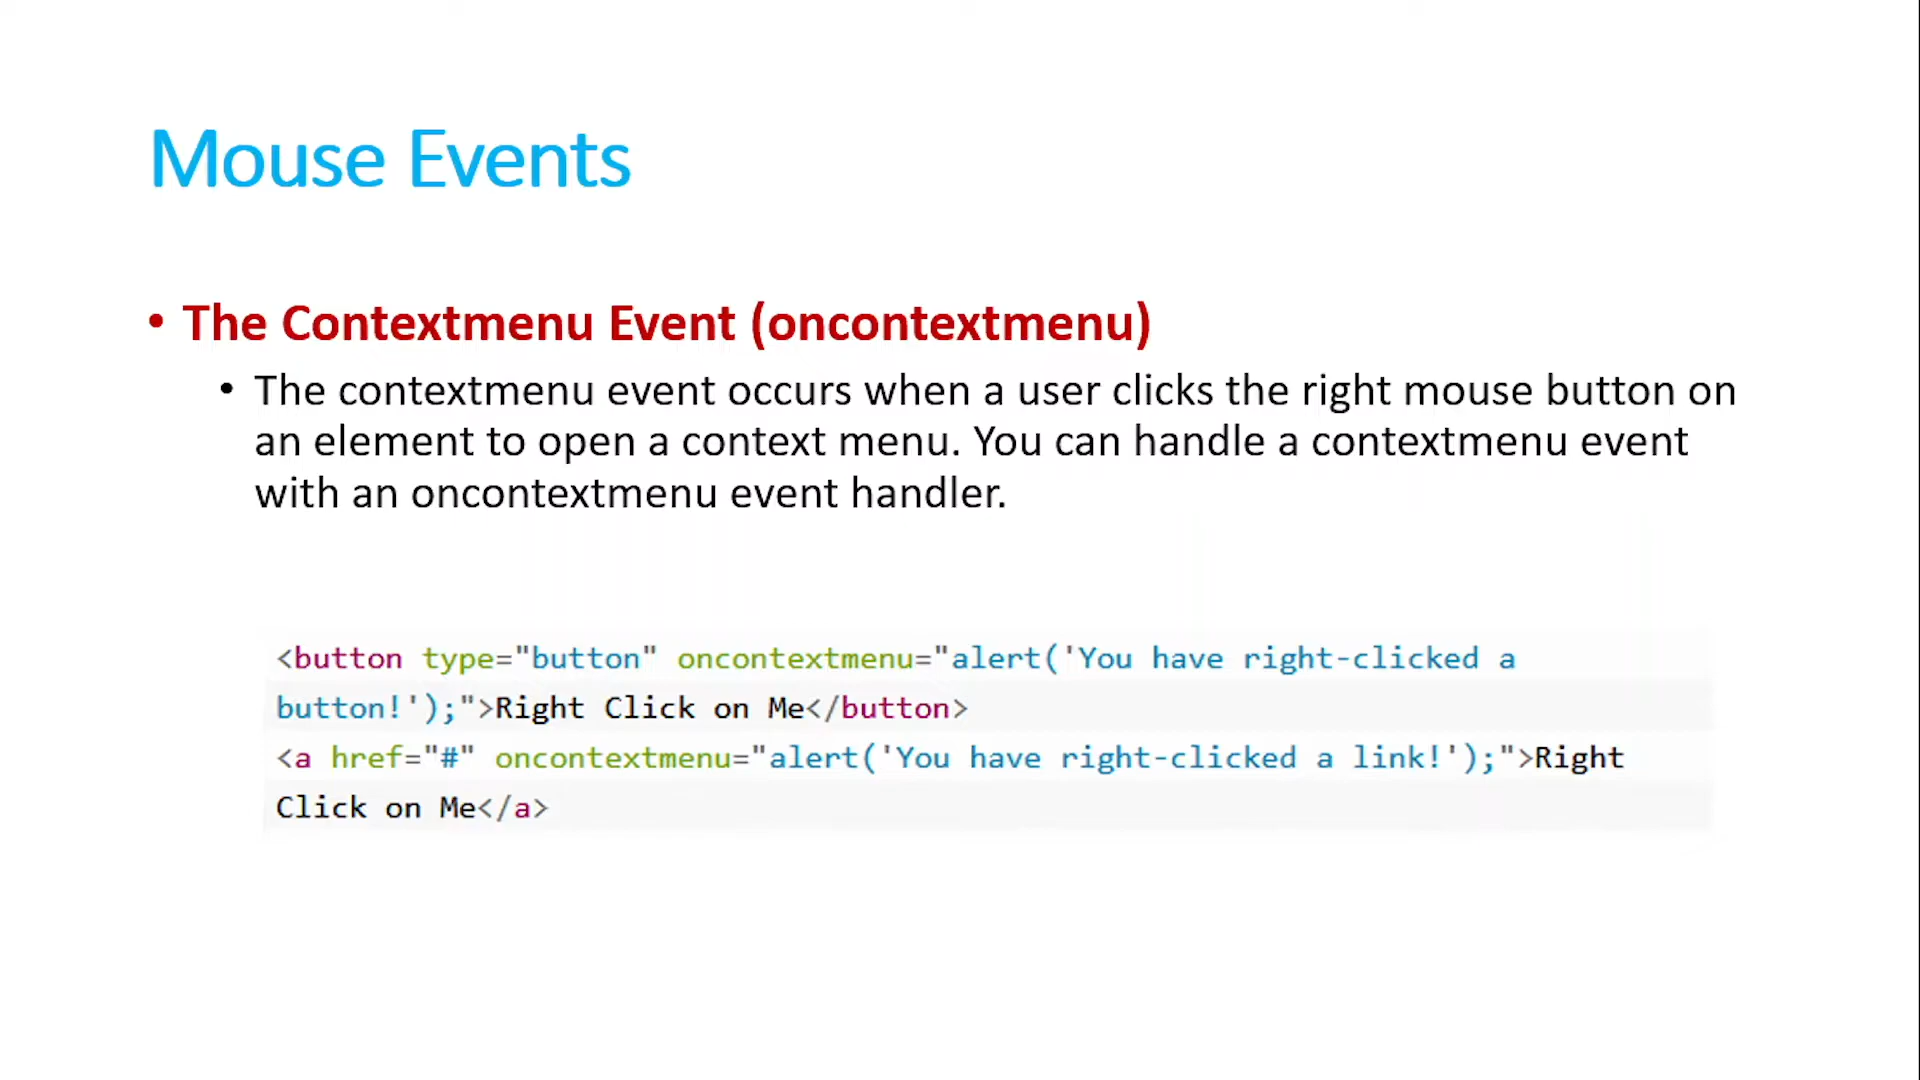 Mouse Events
• The Contextmenu Event (oncontextmenu)
• The contextmenu event occurs when a user clicks the right mouse button on
an element to open a context menu. You can handle a contextmenu event
with an oncontextmenu event handler.
<button type="button" oncontextmenu="alert('You have right-clicked a
button!');">Right Click on Me</button>
<a href="#" oncontextmenu="alert('You have right-clicked a link!');">Right
Click on Me</a>